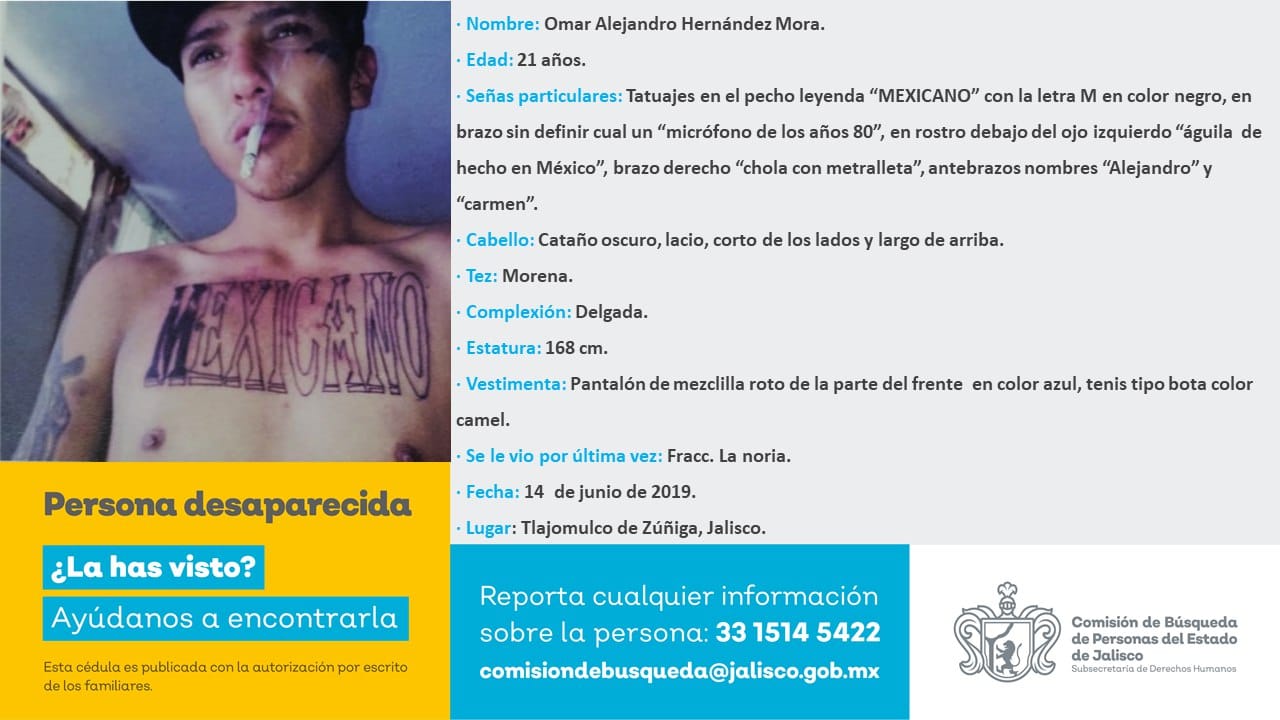 MEXICANO
· Nombre: Omar Alejandro Hernández Mora.
· Edad: 21 años.
· Señas particulares: Tatuajes en el pecho leyenda “MEXICANO” con la letra M en color negro, en
brazo sin definir cual un “micrófono de los años 80”, en rostro debajo del ojo izquierdo “águila de
hecho en México”, brazo derecho “chola con metralleta”, antebrazos nombres “Alejandro” y
“carmen”.
· Cabello: Cataño oscuro, lacio, corto de los lados y largo de arriba.
· Tez: Morena.
· Complexión: Delgada.
· Estatura: 168 cm.
· Vestimenta: Pantalón de mezclilla roto de la parte del frente en color azul, tenis tipo bota color
camel.
· Se le vio por última vez: Fracc. La noria.
· Fecha: 14 de junio de 2019.
· Lugar: Tlajomulco de Zúñiga, Jalisco.
Persona desaparecida
¿La has visto?
Ayúdanos a encontrarla
Esta cédula es publicada con la autorización por escrito
de los familiares.
Reporta cualquier información
sobre la persona: 33 1514 5422
comisiondebusqueda@jalisco.gob.mx
Comisión de Búsqueda
de Personas del Estado
de Jalisco
Subsecretaría de Derechos Humanos